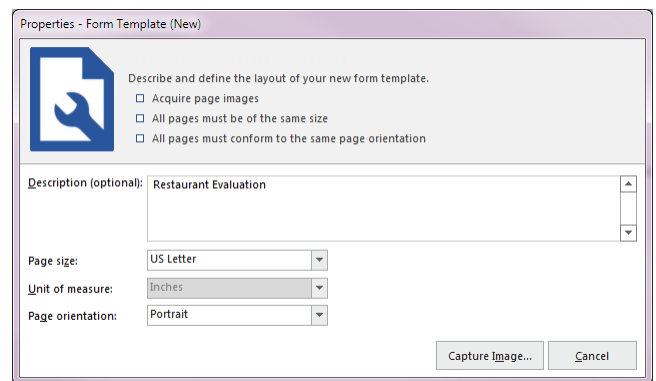 Properties - Form Template (New)
Describe and define the layout of your new form template.
Acquire page images
All pages must be of the same size
All pages must conform to the same page orientation
Description (optional): Restaurant Evaluation
Page size: US Letter
Unit of measure: Inches
Page orientation: Portrait
Capture Image... Cancel